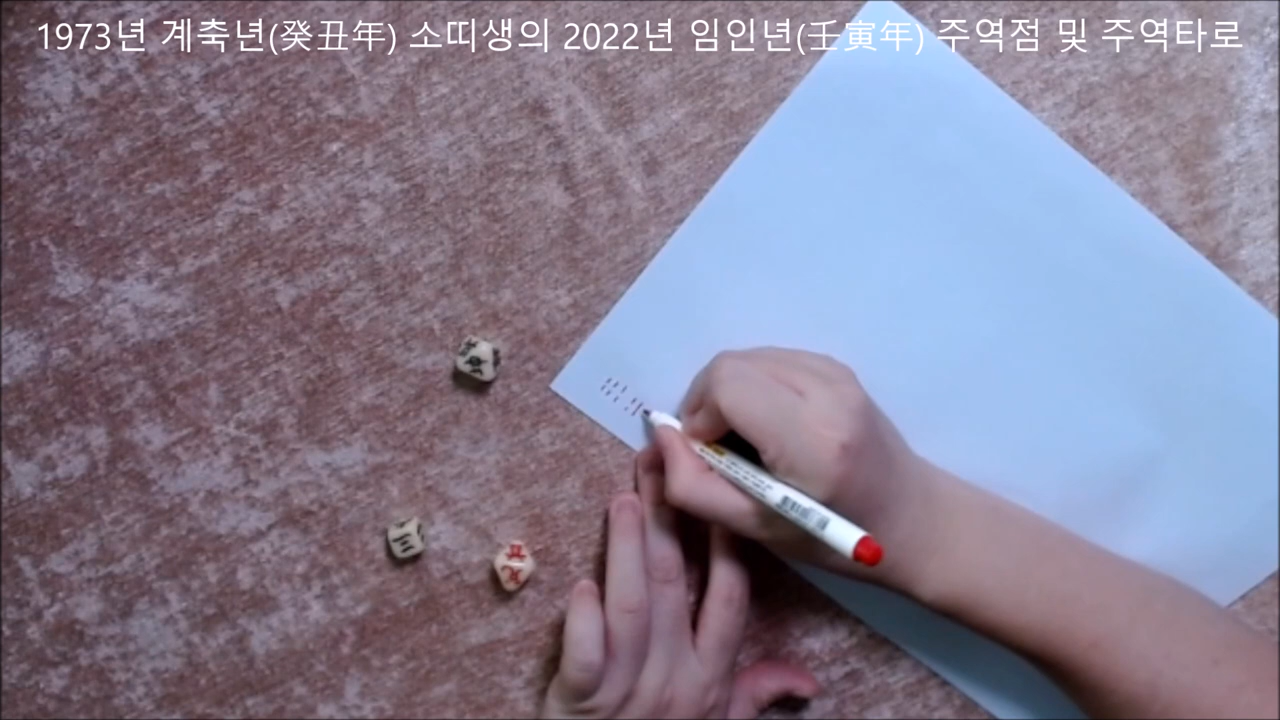 1973년 계축년(癸丑年) 소띠생의 2022년 임인년(壬寅年) 주역점 및 주역타로
三